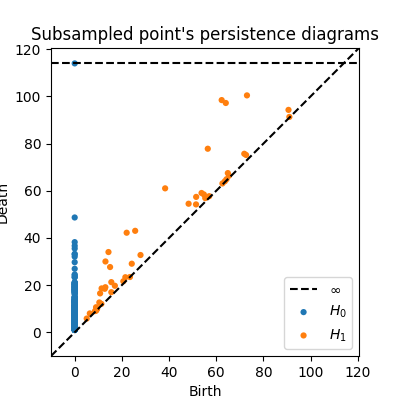 Subsampled point's persistence diagrams
120
100
80
60
40
20
0
Death
∞
H₀
H₁
0 20 40 60 80 100 120
Birth